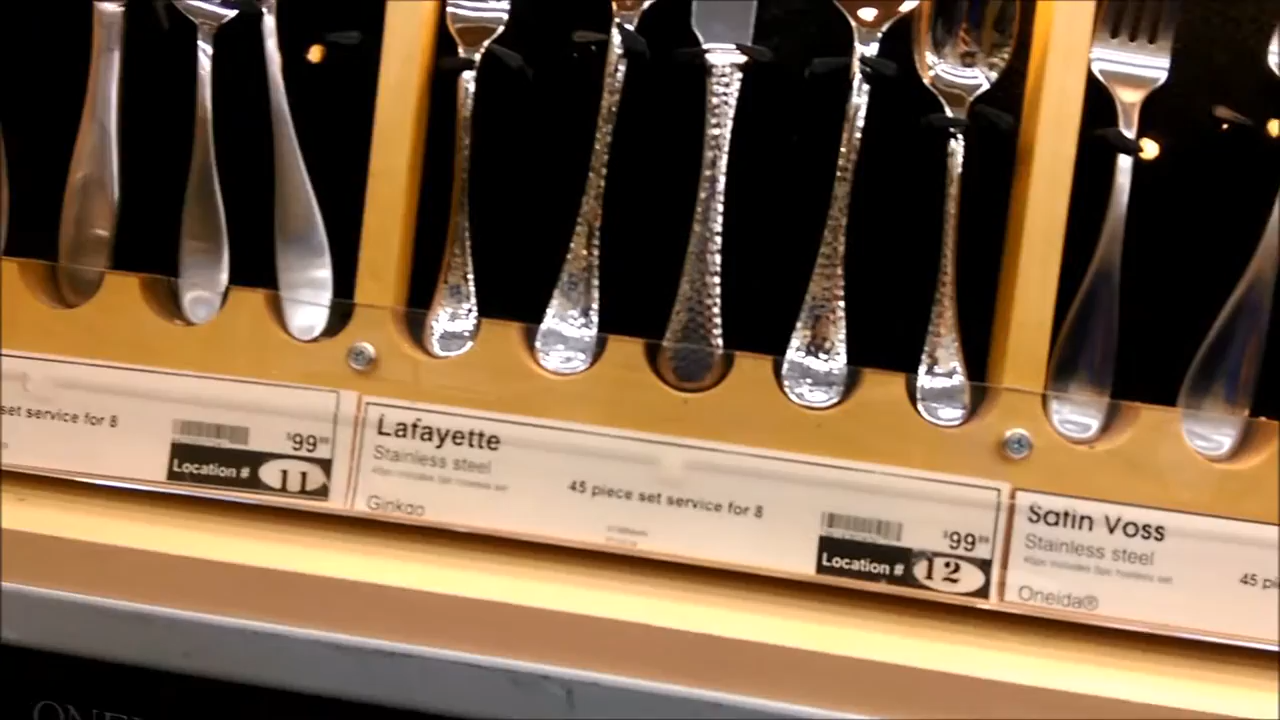 set service for 8
$99
Location # 11
Lafayette
Stainless steel
Ginkgo
45 piece set service for 8
$99
Location # 12
Satin Voss
Stainless steel
Oneida®
45